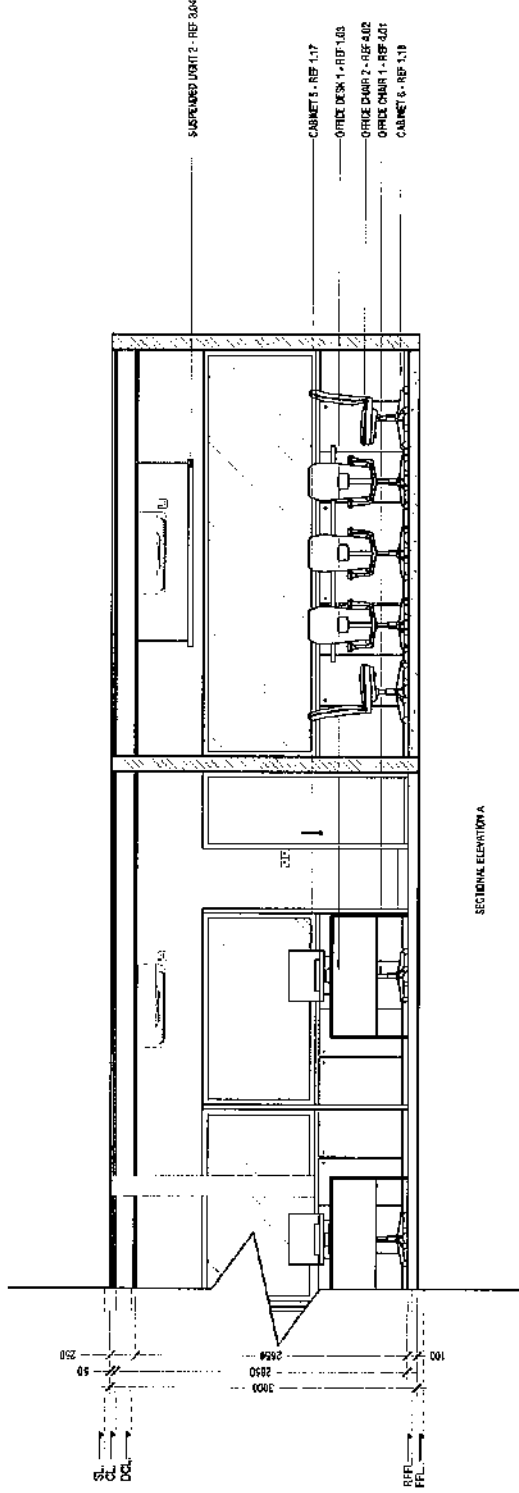 SUSPENDED LIGHT 2 - REF 3.04
CABINET 5 - REF 1.17
OFFICE DESK 1 - REF 1.03
OFFICE CHAIR 2 - REF 4.02
OFFICE CHAIR 1 - REF 4.01
CABINET 6 - REF 1.18
SL
CL
DCL
RFFL
FFL
250
50
2650
2850
3000
100
SECTIONAL ELEVATION A